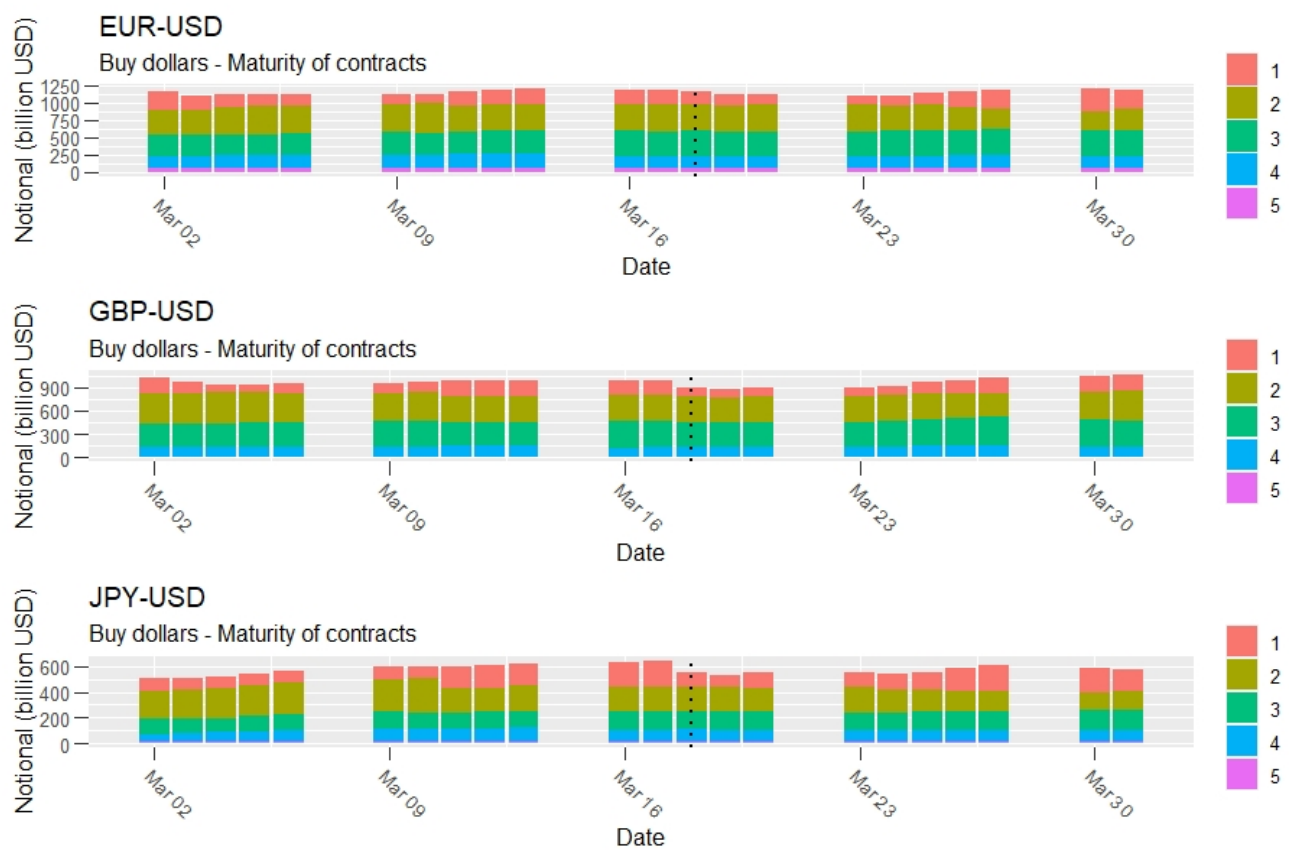 EUR-USD
Buy dollars - Maturity of contracts
Notional (billion USD)
1250
1000
750
500
250
0
Mar 02
Mar 09
Mar 16
Mar 23
Mar 30
Date
1
2
3
4
5
GBP-USD
Buy dollars - Maturity of contracts
Notional (billion USD)
900
600
300
0
Mar 02
Mar 09
Mar 16
Mar 23
Mar 30
Date
1
2
3
4
5
JPY-USD
Buy dollars - Maturity of contracts
Notional (billion USD)
600
400
200
0
Mar 02
Mar 09
Mar 16
Mar 23
Mar 30
Date
1
2
3
4
5